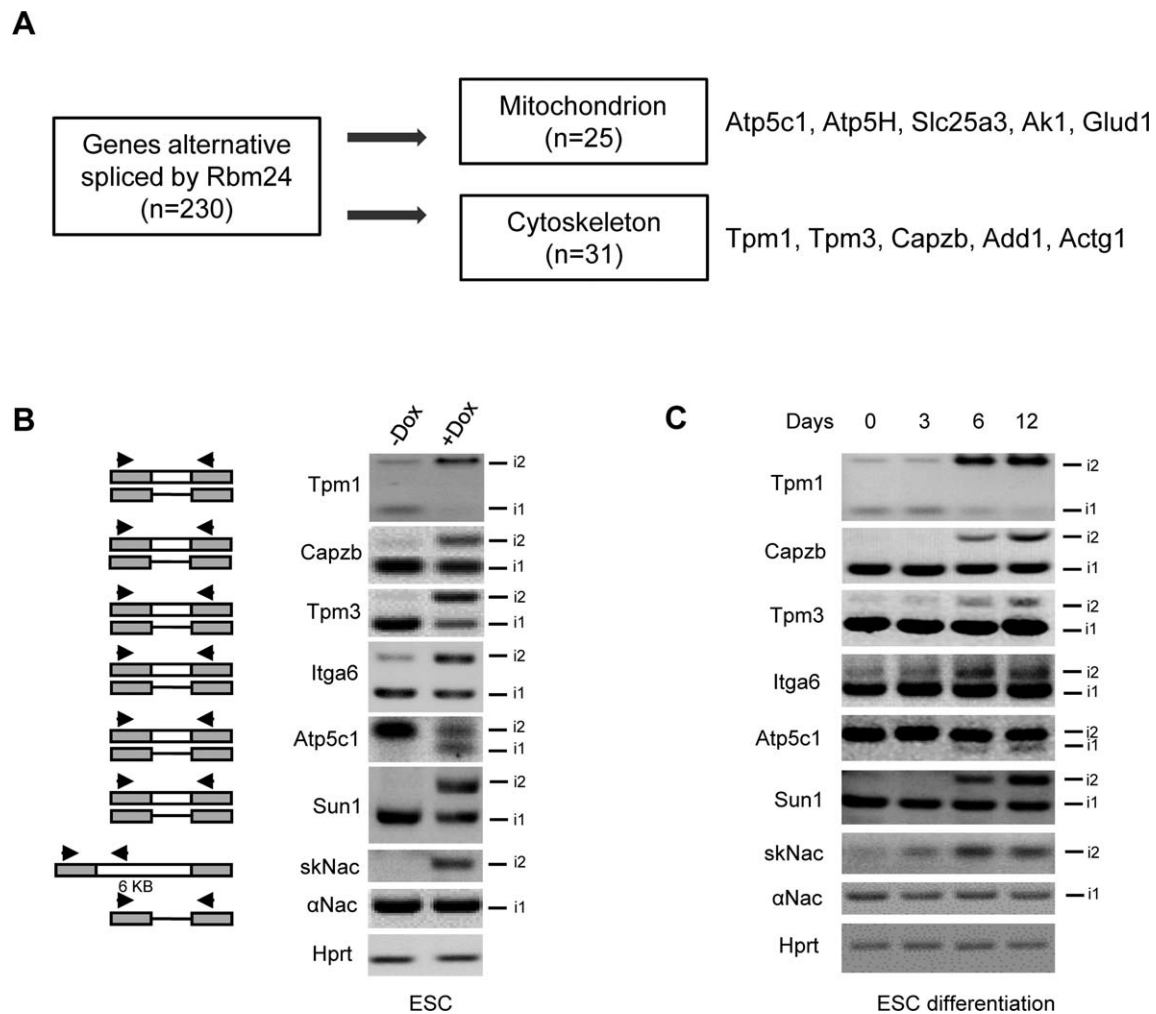 A
Genes alternative
spliced by Rbm24
(n=230)
Mitochondrion
(n=25)
Atp5c1, Atp5H, Slc25a3, Ak1, Glud1
Cytoskeleton
(n=31)
Tpm1, Tpm3, Capzb, Add1, Actg1
B
-Dox
+Dox
Tpm1
i2
i1
Capzb
i2
i1
Tpm3
i2
i1
Itga6
i2
i1
Atp5c1
i2
i1
Sun1
i2
i1
6 KB
skNac
i2
αNac
i1
Hprt
ESC
C
Days 0 3 6 12
Tpm1
i2
i1
Capzb
i2
i1
Tpm3
i2
i1
Itga6
i2
i1
Atp5c1
i2
i1
Sun1
i2
i1
skNac
i2
αNac
i1
Hprt
ESC differentiation